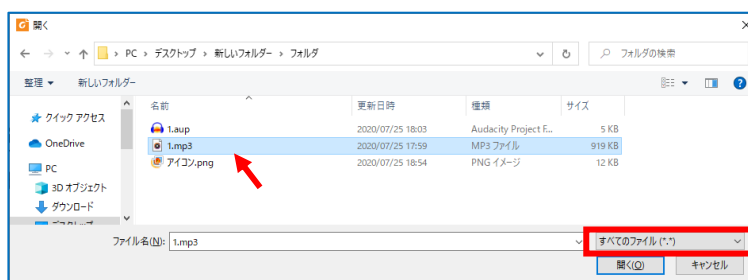 開く
PC › デスクトップ › 新しいフォルダー › フォルダ
フォルダの検索
整理 新しいフォルダー
名前 更新日時 種類 サイズ
クイック アクセス
OneDrive
PC
3D オブジェクト
ダウンロード
1.aup 2020/07/25 18:03 Audacity Project F... 5 KB
1.mp3 2020/07/25 17:59 MP3 ファイル 919 KB
アイコン.png 2020/07/25 18:54 PNG イメージ 12 KB
ファイル名(N): 1.mp3 すべてのファイル (*.*)
開く(O) キャンセル